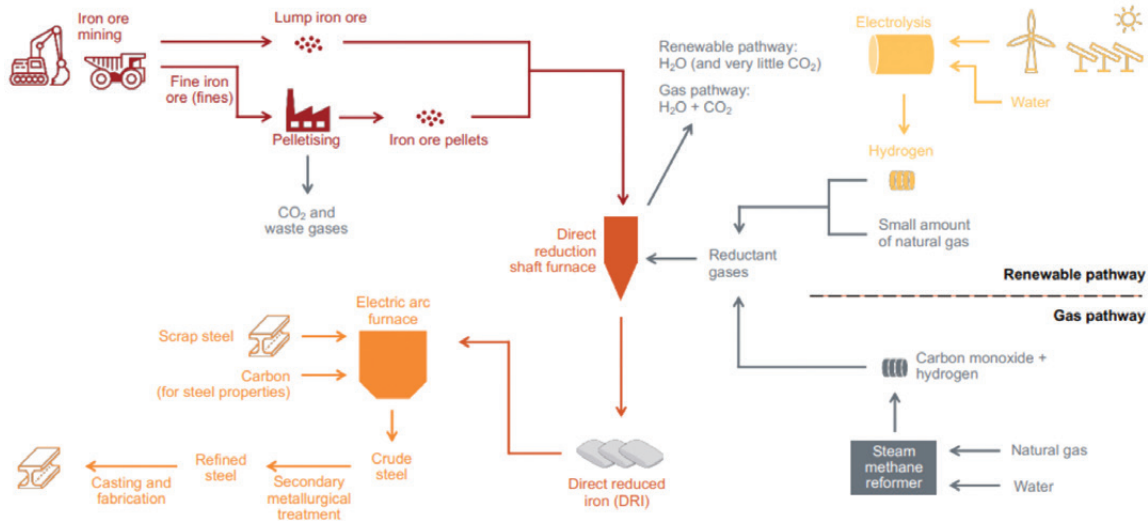 Iron ore
mining
Lump iron ore
Fine iron
ore (fines)
Pelletising
Iron ore pellets
CO₂ and
waste gases
Renewable pathway:
H₂O (and very little CO₂)
Gas pathway:
H₂O + CO₂
Electrolysis
Water
Hydrogen
Small amount
of natural gas
Reductant
gases
Direct
reduction
shaft furnace
Renewable pathway
Gas pathway
Carbon monoxide +
hydrogen
Steam
methane
reformer
Natural gas
Water
Electric arc
furnace
Scrap steel
Carbon
(for steel properties)
Direct reduced
iron (DRI)
Crude
steel
Secondary
metallurgical
treatment
Refined
steel
Casting and
fabrication